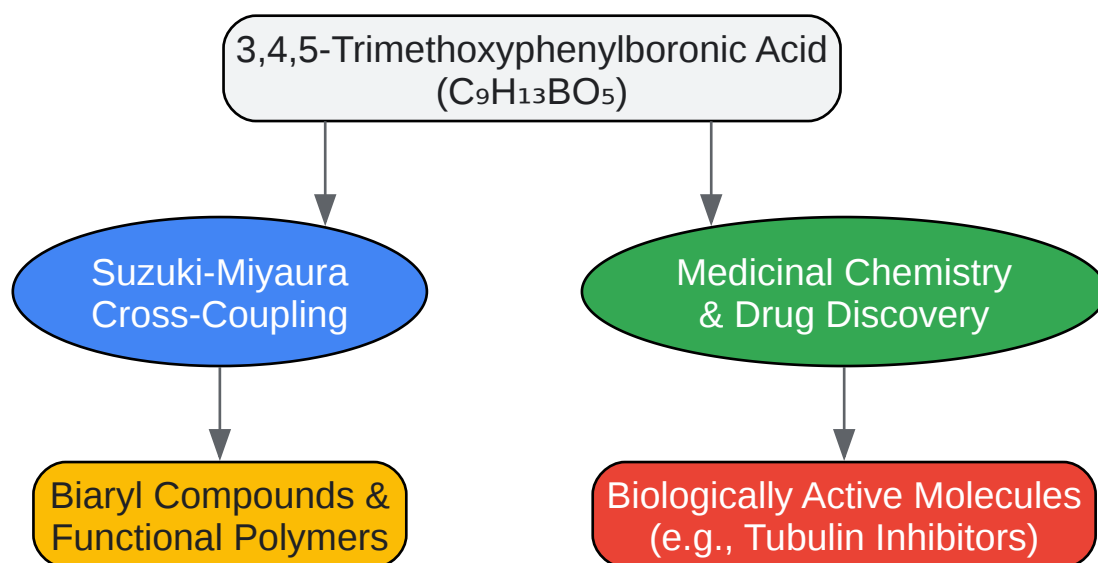 3,4,5-Trimethoxyphenylboronic Acid
(C₉H₁₃BO₅)
Suzuki-Miyaura
Cross-Coupling
Medicinal Chemistry
& Drug Discovery
Biaryl Compounds &
Functional Polymers
Biologically Active Molecules
(e.g., Tubulin Inhibitors)